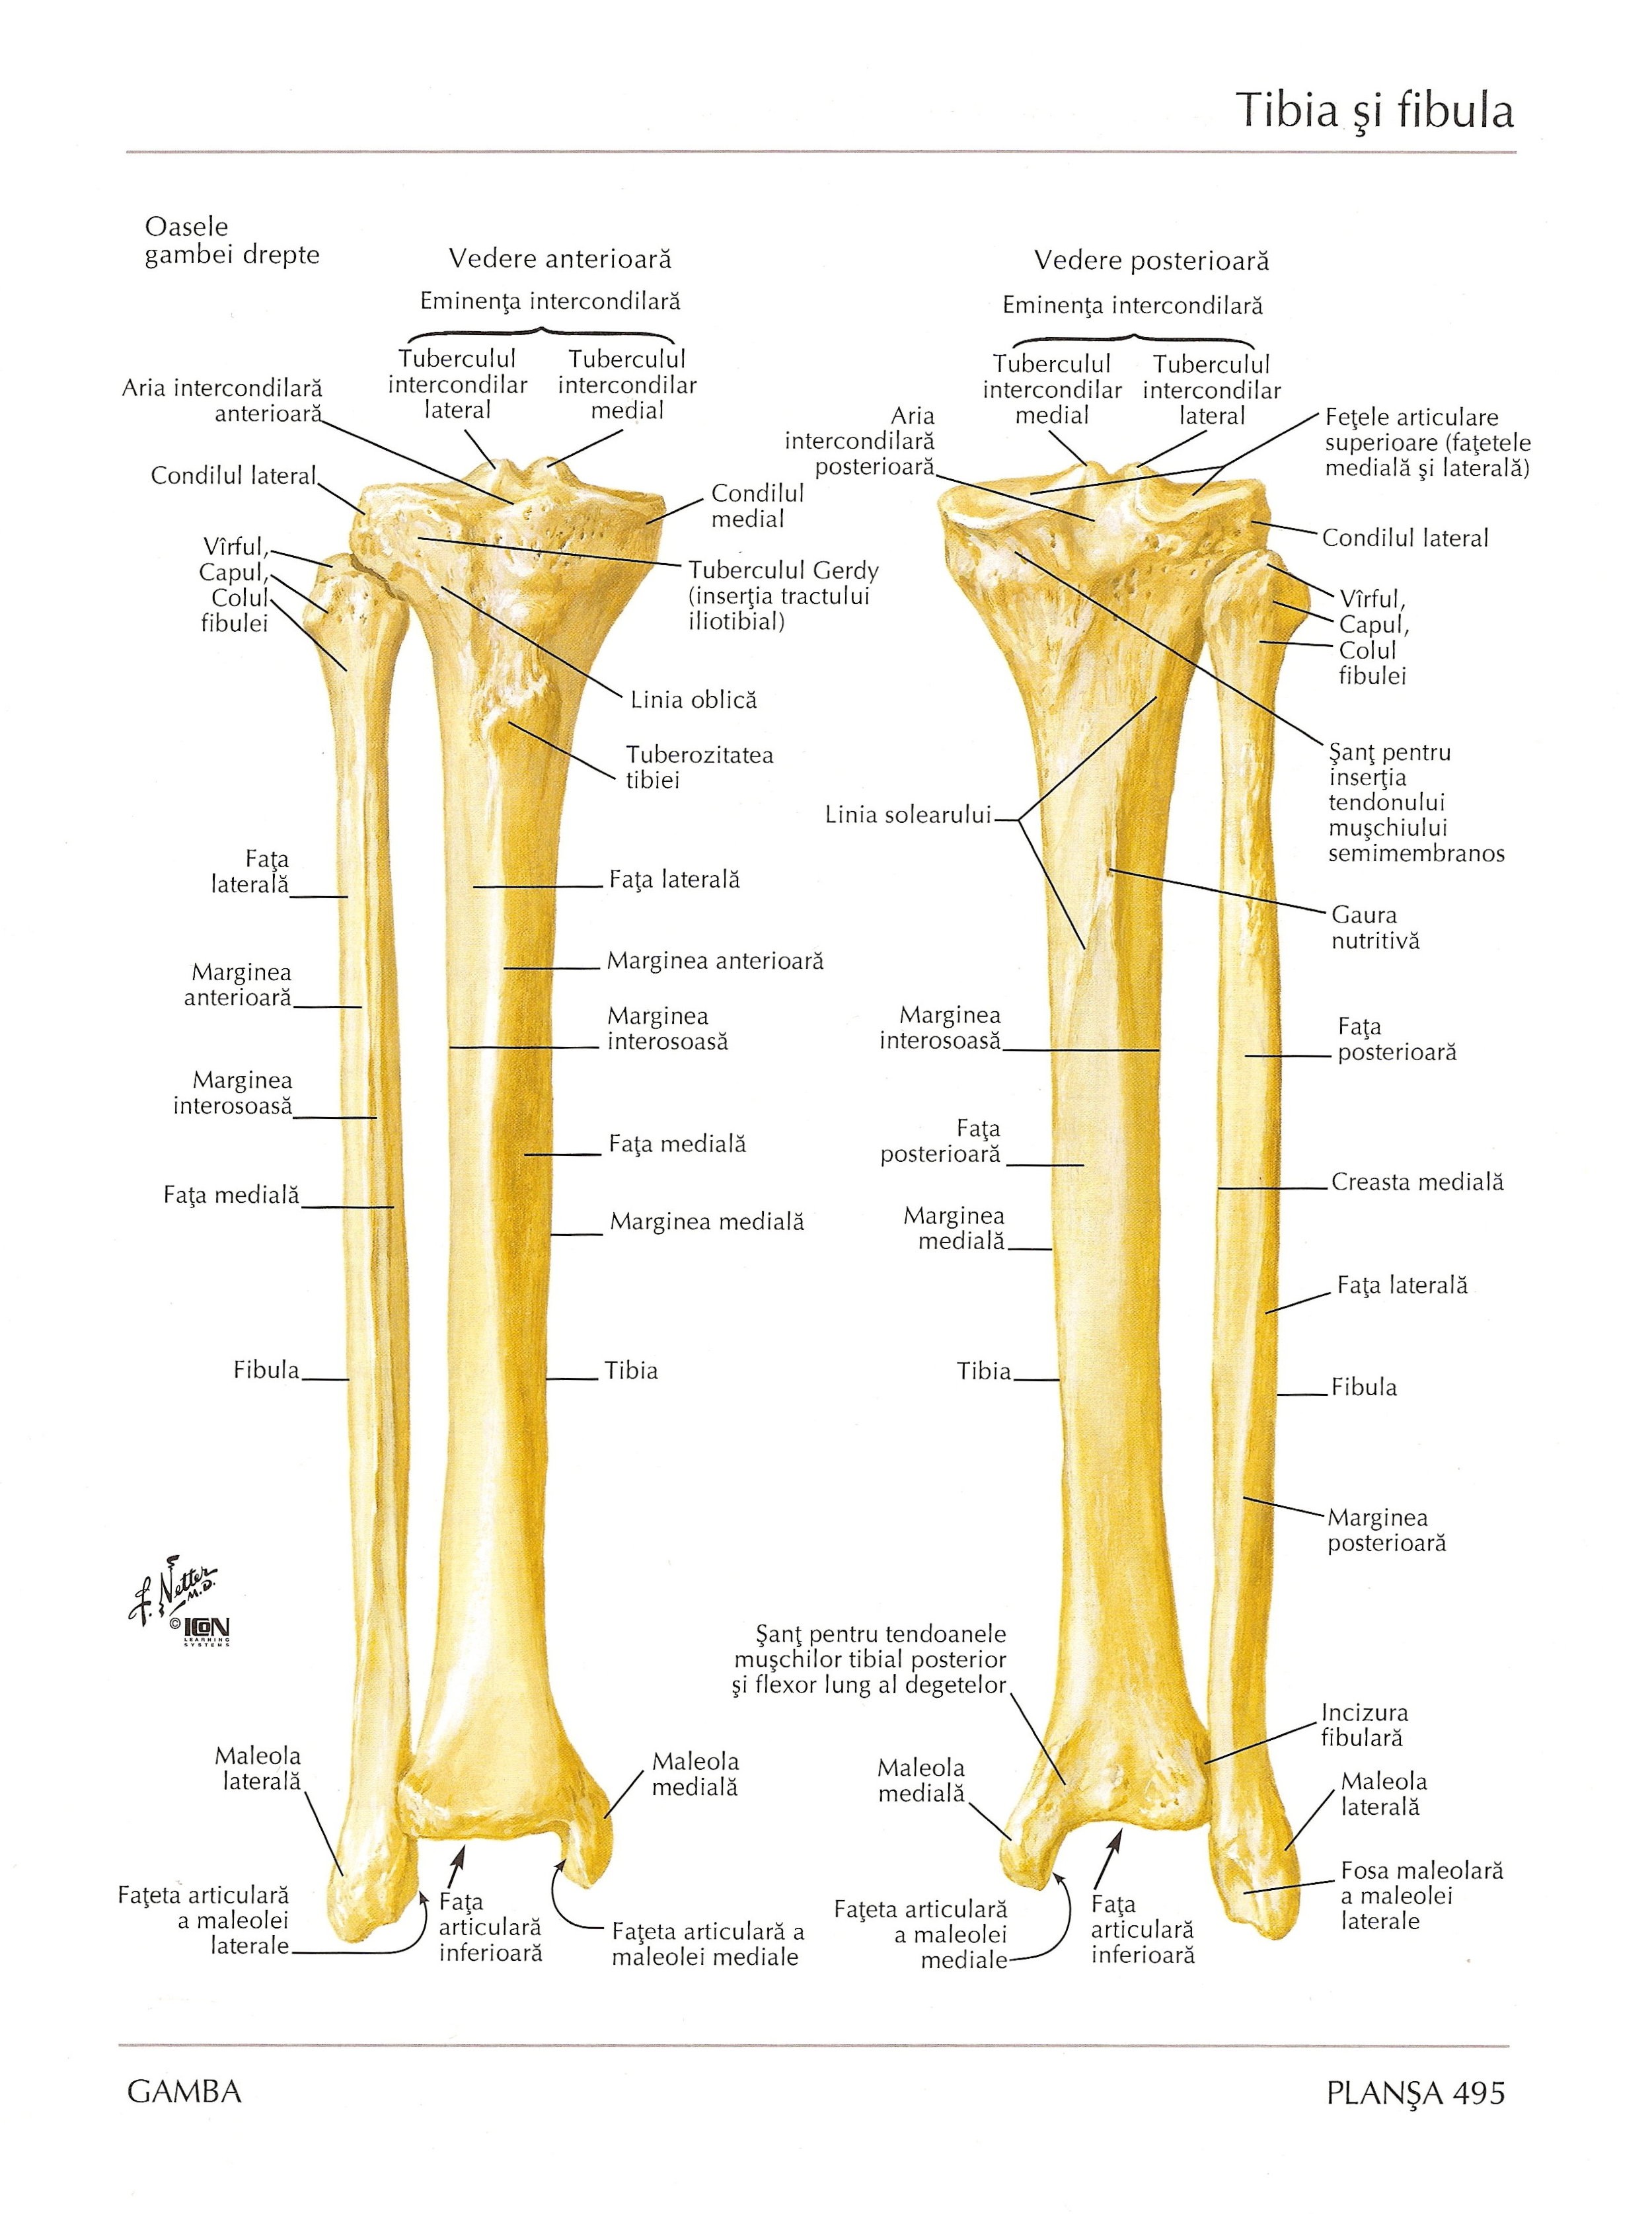 Tibia şi fibula
Oasele
gambei drepte
Vedere anterioară
Eminenţa intercondilară
Tuberculul
intercondilar
lateral
Tuberculul
intercondilar
medial
Aria intercondilară
anterioară
Condilul lateral
Vîrful,
Capul,
Colul
fibulei
Condilul
medial
Tuberculul Gerdy
(inserţia tractului
iliotibial)
Linia oblică
Tuberozitatea
tibiei
Faţa
laterală
Faţa laterală
Marginea
anterioară
Marginea anterioară
Marginea
interosoasă
Marginea
interosoasă
Faţa medială
Faţa medială
Marginea medială
Fibula
Tibia
F. Netter
M.D.
© ICON
LEARNING
SYSTEMS
Maleola
laterală
Maleola
medială
Faţeta articulară
a maleolei
laterale
Faţa
articulară
inferioară
Faţeta articulară a
maleolei mediale
Vedere posterioară
Eminenţa intercondilară
Tuberculul
intercondilar
medial
Tuberculul
intercondilar
lateral
Aria
intercondilară
posterioară
Feţele articulare
superioare (faţetele
medială şi laterală)
Condilul lateral
Vîrful,
Capul,
Colul
fibulei
Şanţ pentru
inserţia
tendonului
muşchiului
semimembranos
Linia solearului
Gaura
nutritivă
Marginea
interosoasă
Faţa
posterioară
Faţa
posterioară
Creasta medială
Marginea
medială
Faţa laterală
Tibia
Fibula
Marginea
posterioară
Şanţ pentru tendoanele
muşchilor tibial posterior
şi flexor lung al degetelor
Incizura
fibulară
Maleola
medială
Maleola
laterală
Fosa maleolară
a maleolei
laterale
Faţeta articulară
a maleolei
mediale
Faţa
articulară
inferioară
GAMBA
PLANŞA 495